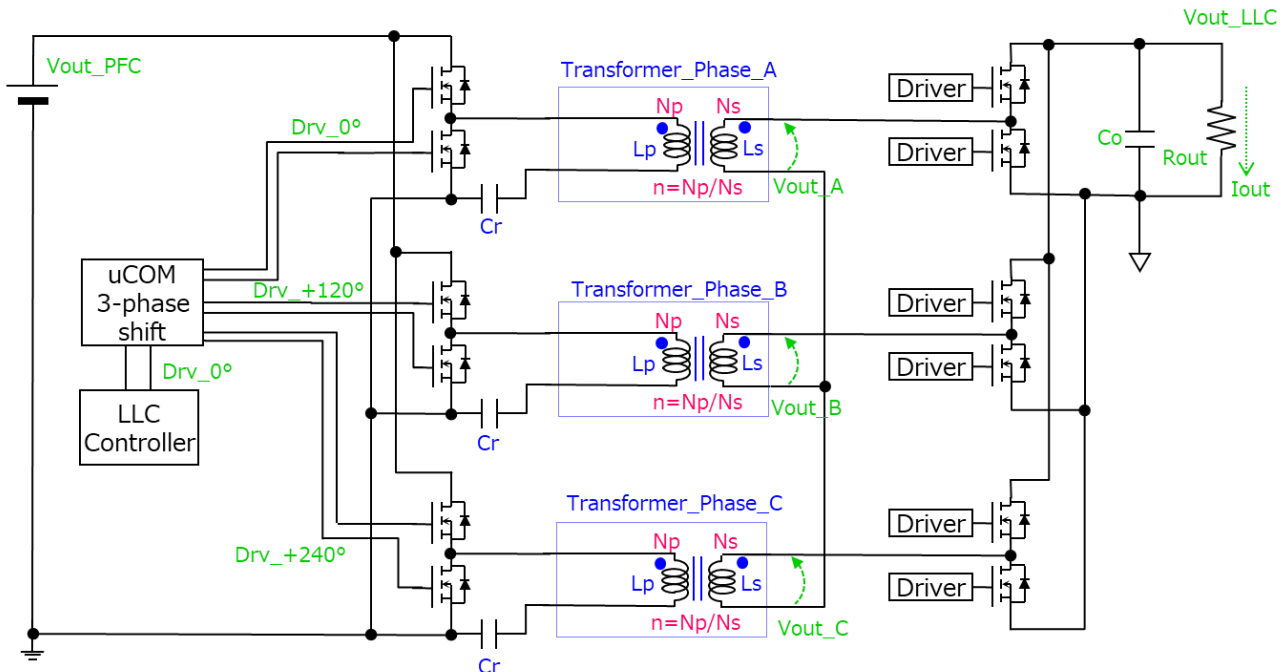 Vout_LLC
Vout_PFC
Transformer_Phase_A
Driver
Np Ns
Drv_0°
Lp Ls
Driver
Co
Rout
n=Np/Ns
Vout_A
Iout
Cr
uCOM
3-phase
shift
Drv_+120°
Transformer_Phase_B
Np Ns
Driver
Lp Ls
Driver
Drv_0°
n=Np/Ns
Vout_B
LLC
Controller
Cr
Transformer_Phase_C
Driver
Np Ns
Drv_+240°
Lp Ls
Driver
n=Np/Ns
Vout_C
Cr